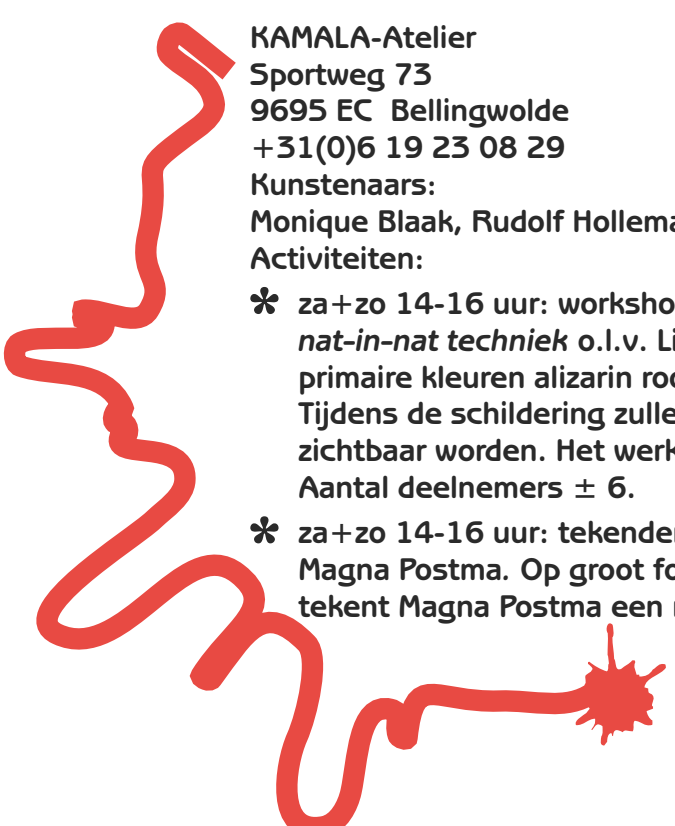 KAMALA-Atelier
Sportweg 73
9695 EC Bellingwolde
+31(0)6 19 23 08 29
Kunstenaars:
Monique Blaak, Rudolf Hollema
Activiteiten:
* za+zo 14-16 uur: worksho
nat-in-nat techniek o.l.v. Li
primaire kleuren alizarin roo
Tijdens de schildering zulle
zichtbaar worden. Het werk
Aantal deelnemers ± 6.
* za+zo 14-16 uur: tekender
Magna Postma. Op groot fo
tekent Magna Postma een